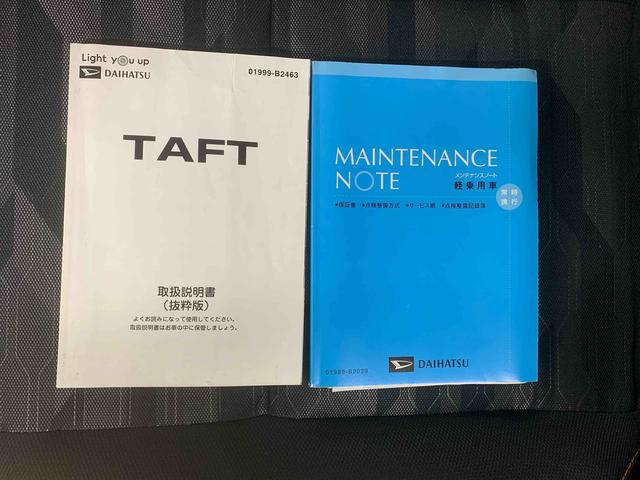 Light you up
DAIHATSU
01999-B2463
TAFT
取扱説明書
(抜粋版)
よくお読みになって使用してください。
取扱説明書はお車の中に保管しましょう。
MAINTENANCE
NOTE
メンテナンスノート
軽乗用車
常時
携行
●保証書 ●点検整備方式 ●サービス網 ●点検整備記録簿
DAIHATSU
01999-B2029